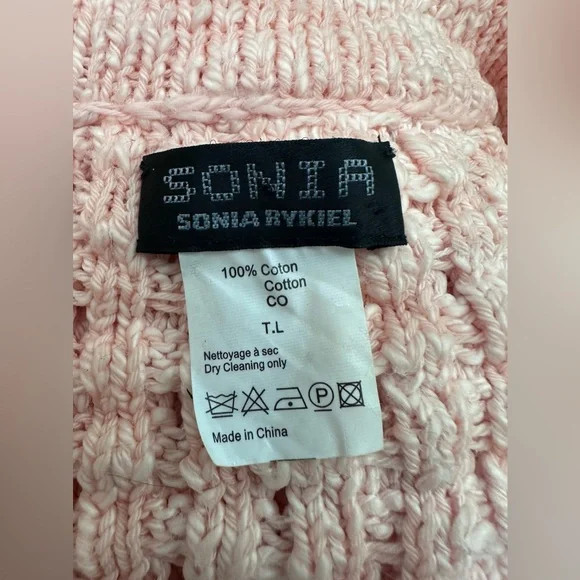 SONIA
SONIA RYKIEL
100% Coton
Cotton
CO
T.L
Nettoyage à sec
Dry Cleaning only
P
Made in China